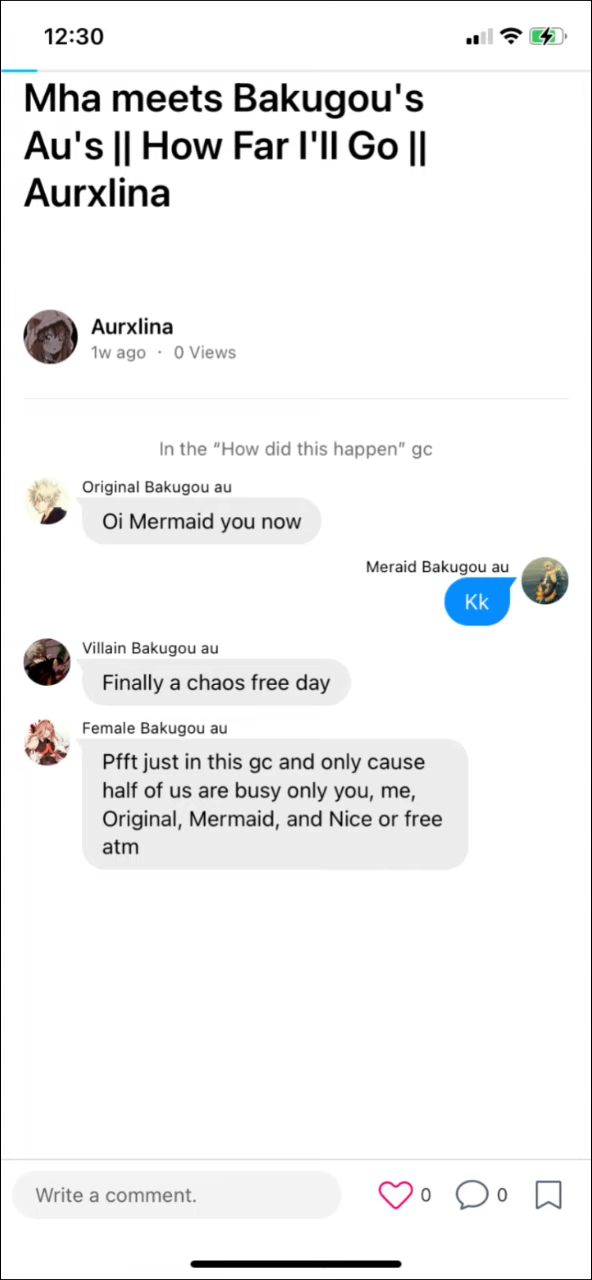 12:30
Mha meets Bakugou's
Au's || How Far I'll Go ||
Aurxlina
Aurxlina
1w ago · 0 Views
In the “How did this happen” gc
Original Bakugou au
Oi Mermaid you now
Meraid Bakugou au
Kk
Villain Bakugou au
Finally a chaos free day
Female Bakugou au
Pfft just in this gc and only cause
half of us are busy only you, me,
Original, Mermaid, and Nice or free
atm
Write a comment.
0
0